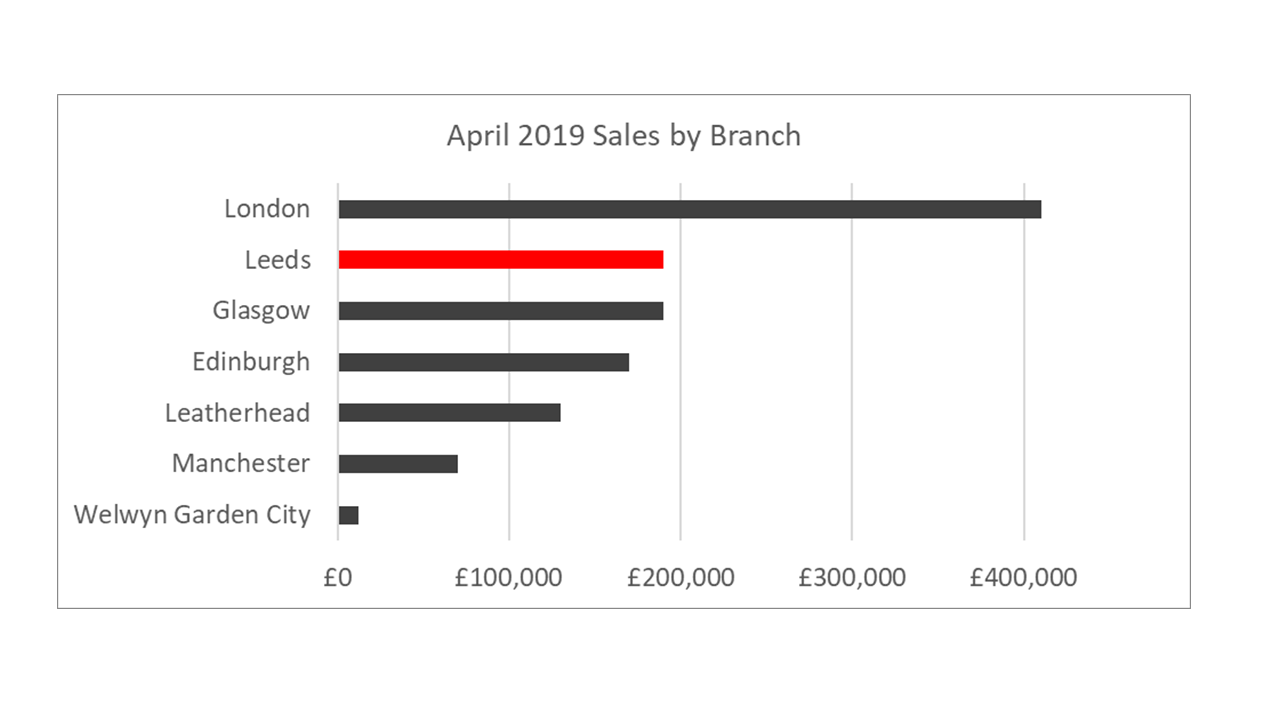 April 2019 Sales by Branch
London
Leeds
Glasgow
Edinburgh
Leatherhead
Manchester
Welwyn Garden City
£0 £100,000 £200,000 £300,000 £400,000